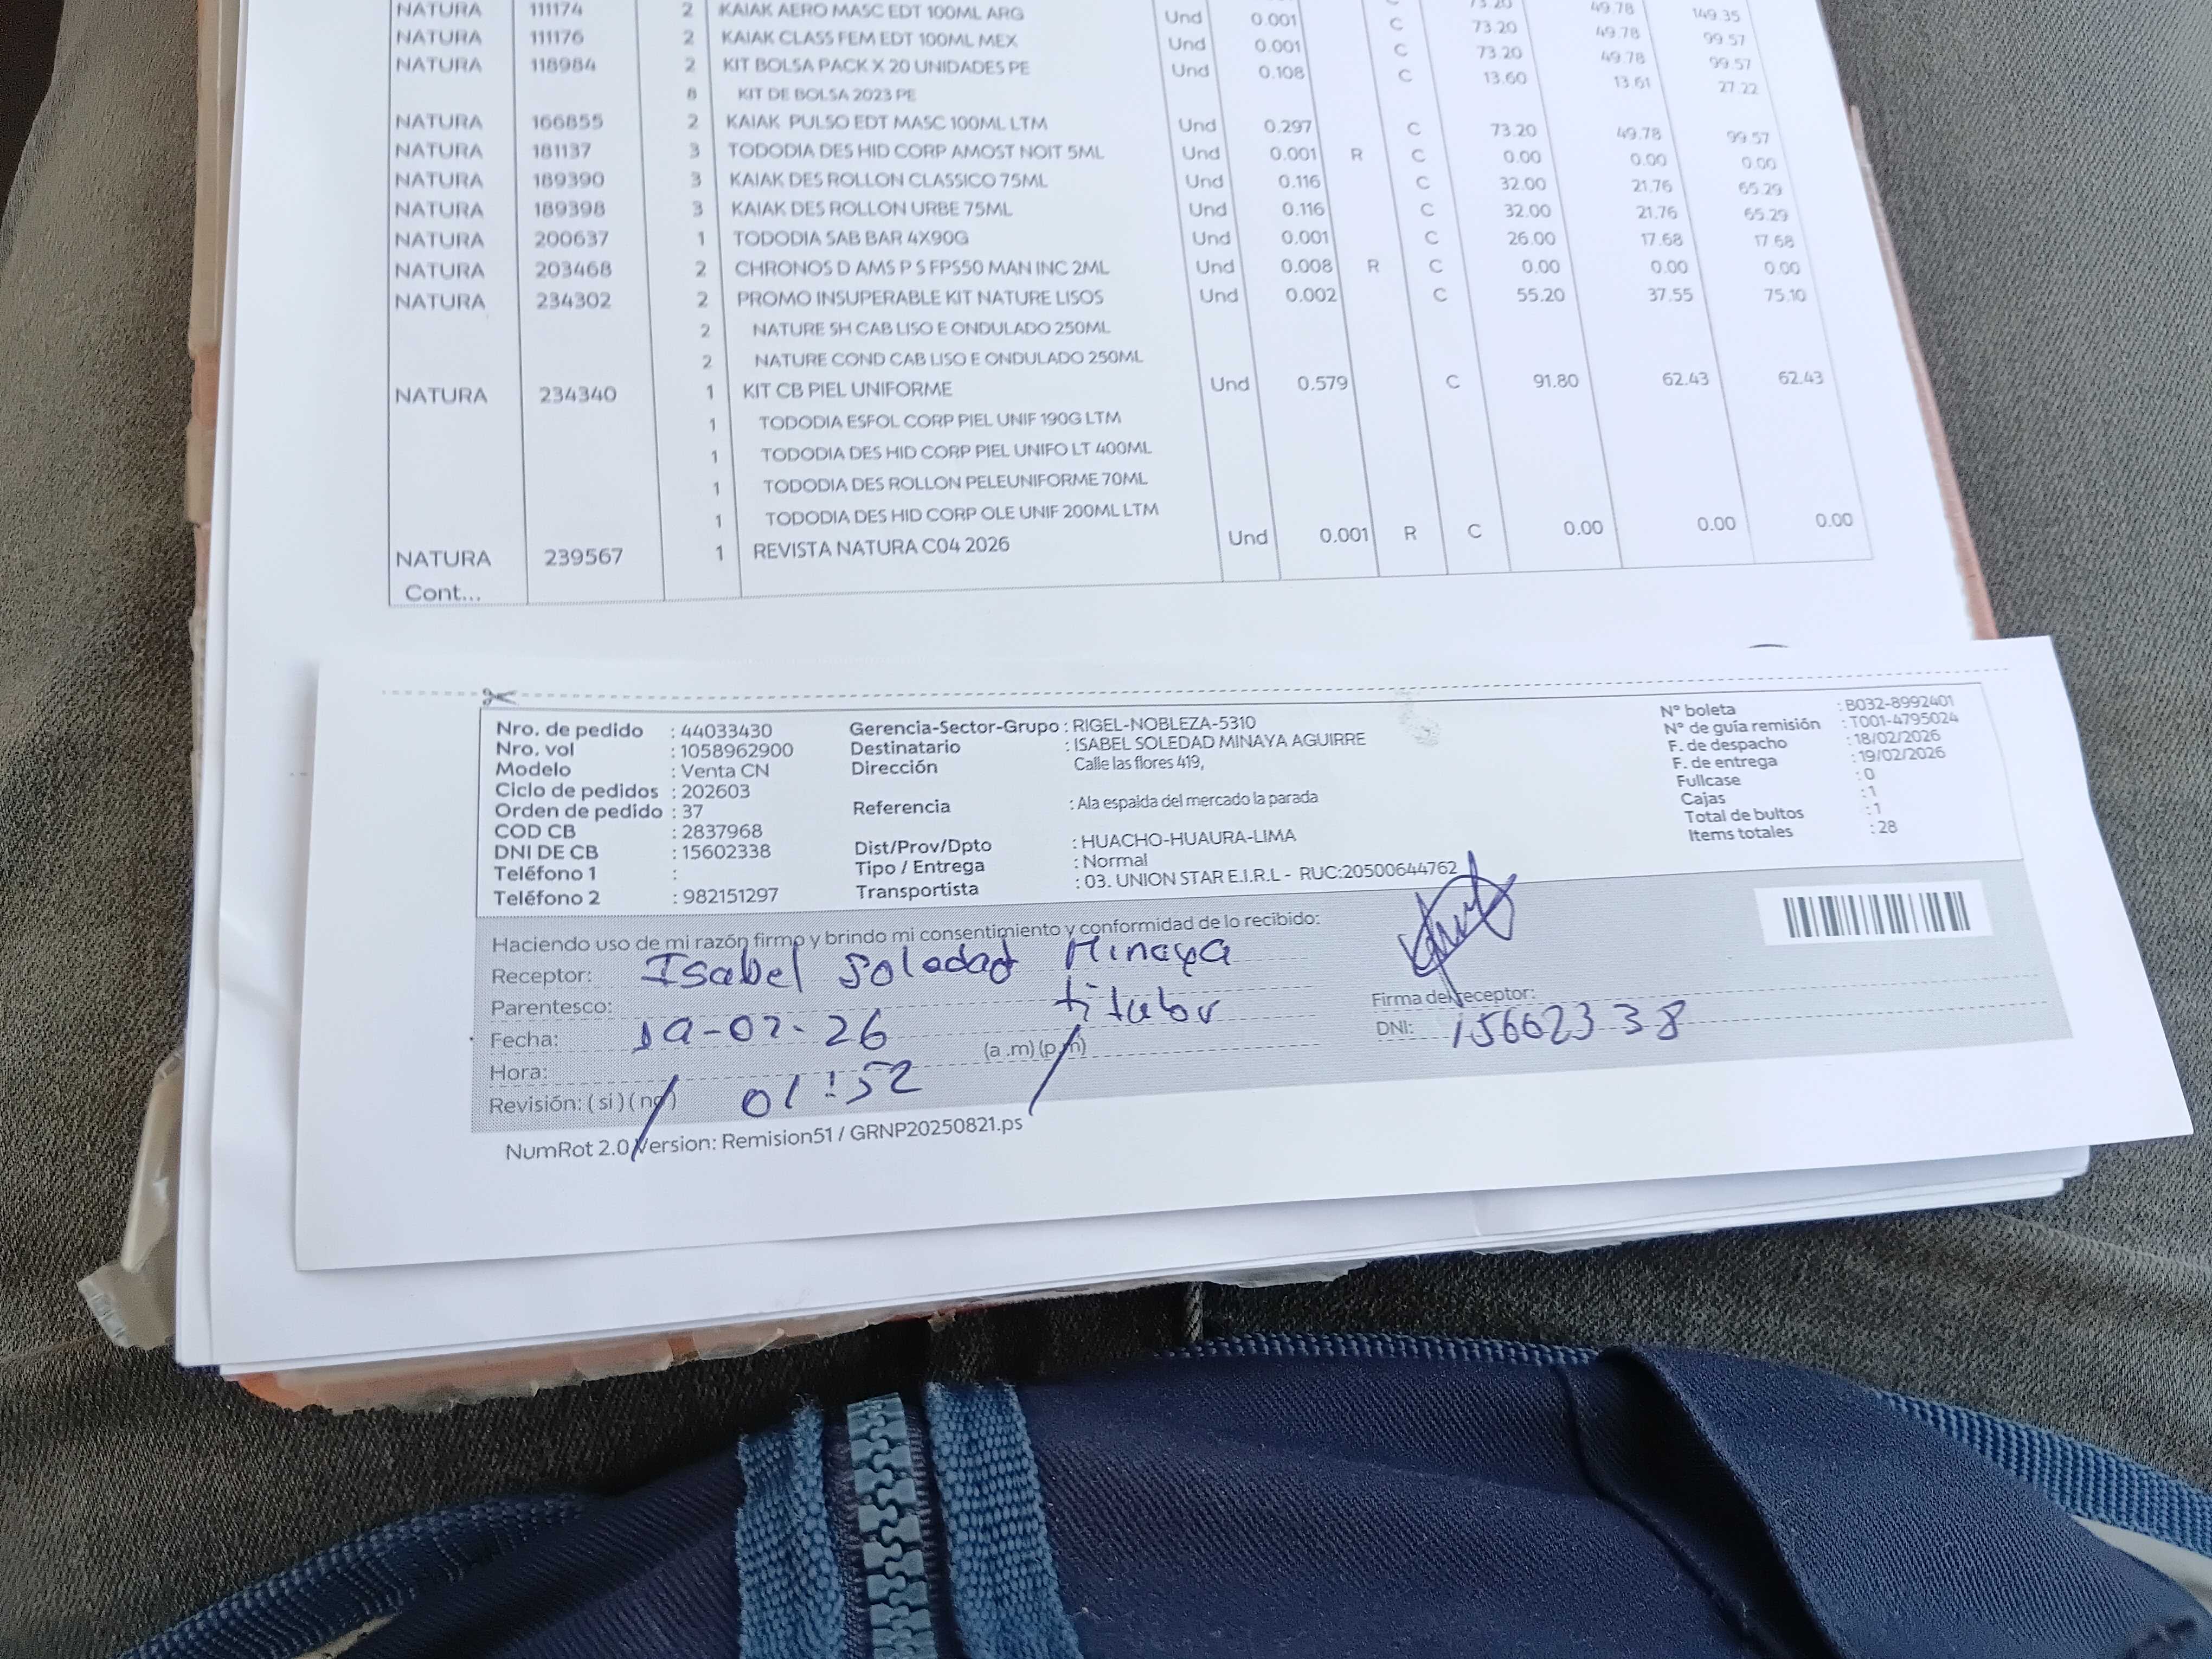 NATURA 111174 2 KAIAK AERO MASC EDT 100ML ARG Und 0.001 C 73.20 49.78 149.35
NATURA 111176 2 KAIAK CLASS FEM EDT 100ML MEX Und 0.001 C 73.20 49.78 99.57
NATURA 118984 2 KIT BOLSA PACK X 20 UNIDADES PE Und 0.108 C 73.20 49.78 99.57
8 KIT DE BOLSA 2023 PE 13.60 13.61 27.22
NATURA 166855 2 KAIAK PULSO EDT MASC 100ML LTM Und 0.297 C 73.20 49.78 99.57
NATURA 181137 3 TODODIA DES HID CORP AMOST NOIT 5ML Und 0.001 R C 0.00 0.00 0.00
NATURA 189390 3 KAIAK DES ROLLON CLASSICO 75ML Und 0.116 C 32.00 21.76 65.29
NATURA 189398 3 KAIAK DES ROLLON URBE 75ML Und 0.116 C 32.00 21.76 65.29
NATURA 200637 1 TODODIA SAB BAR 4X90G Und 0.001 C 26.00 17.68 17.68
NATURA 203468 2 CHRONOS D AMS P S FPS50 MAN INC 2ML Und 0.008 R C 0.00 0.00 0.00
NATURA 234302 2 PROMO INSUPERABLE KIT NATURE LISOS Und 0.002 C 55.20 37.55 75.10
2 NATURE SH CAB LISO E ONDULADO 250ML
2 NATURE COND CAB LISO E ONDULADO 250ML
NATURA 234340 1 KIT CB PIEL UNIFORME Und 0.579 C 91.80 62.43 62.43
1 TODODIA ESFOL CORP PIEL UNIF 190G LTM
1 TODODIA DES HID CORP PIEL UNIFO LT 400ML
1 TODODIA DES ROLLON PELEUNIFORME 70ML
1 TODODIA DES HID CORP OLE UNIF 200ML LTM
NATURA 239567 1 REVISTA NATURA C04 2026 Und 0.001 R C 0.00 0.00 0.00
Cont...
Nro. de pedido : 44033430
Nro. vol : 1058962900
Modelo : Venta CN
Ciclo de pedidos : 202603
Orden de pedido : 37
COD CB : 2837968
DNI DE CB : 15602338
Teléfono 1 :
Teléfono 2 : 982151297
Gerencia-Sector-Grupo : RIGEL-NOBLEZA-5310
Destinatario : ISABEL SOLEDAD MINAYA AGUIRRE
Dirección Calle las flores 419,
Referencia : Ala espalda del mercado la parada
Dist/Prov/Dpto : HUACHO-HUAURA-LIMA
Tipo / Entrega : Normal
Transportista : 03. UNION STAR E.I.R.L - RUC:20500644762
N° boleta : B032-8992401
N° de guía remisión : T001-4795024
F. de despacho : 18/02/2026
F. de entrega : 19/02/2026
Fullcase : 0
Cajas : 1
Total de bultos : 1
Items totales : 28
Haciendo uso de mi razón firmo y brindo mi consentimiento y conformidad de lo recibido:
Receptor: Isabel Soledad Minaya
Parentesco: titular
Fecha: 19-02-26
Hora: 01:52 (a .m) (p.m)
Revisión: ( si ) ( no )
Firma del receptor:
DNI: 15602338
NumRot 2.0 Version: Remision51 / GRNP20250821.ps